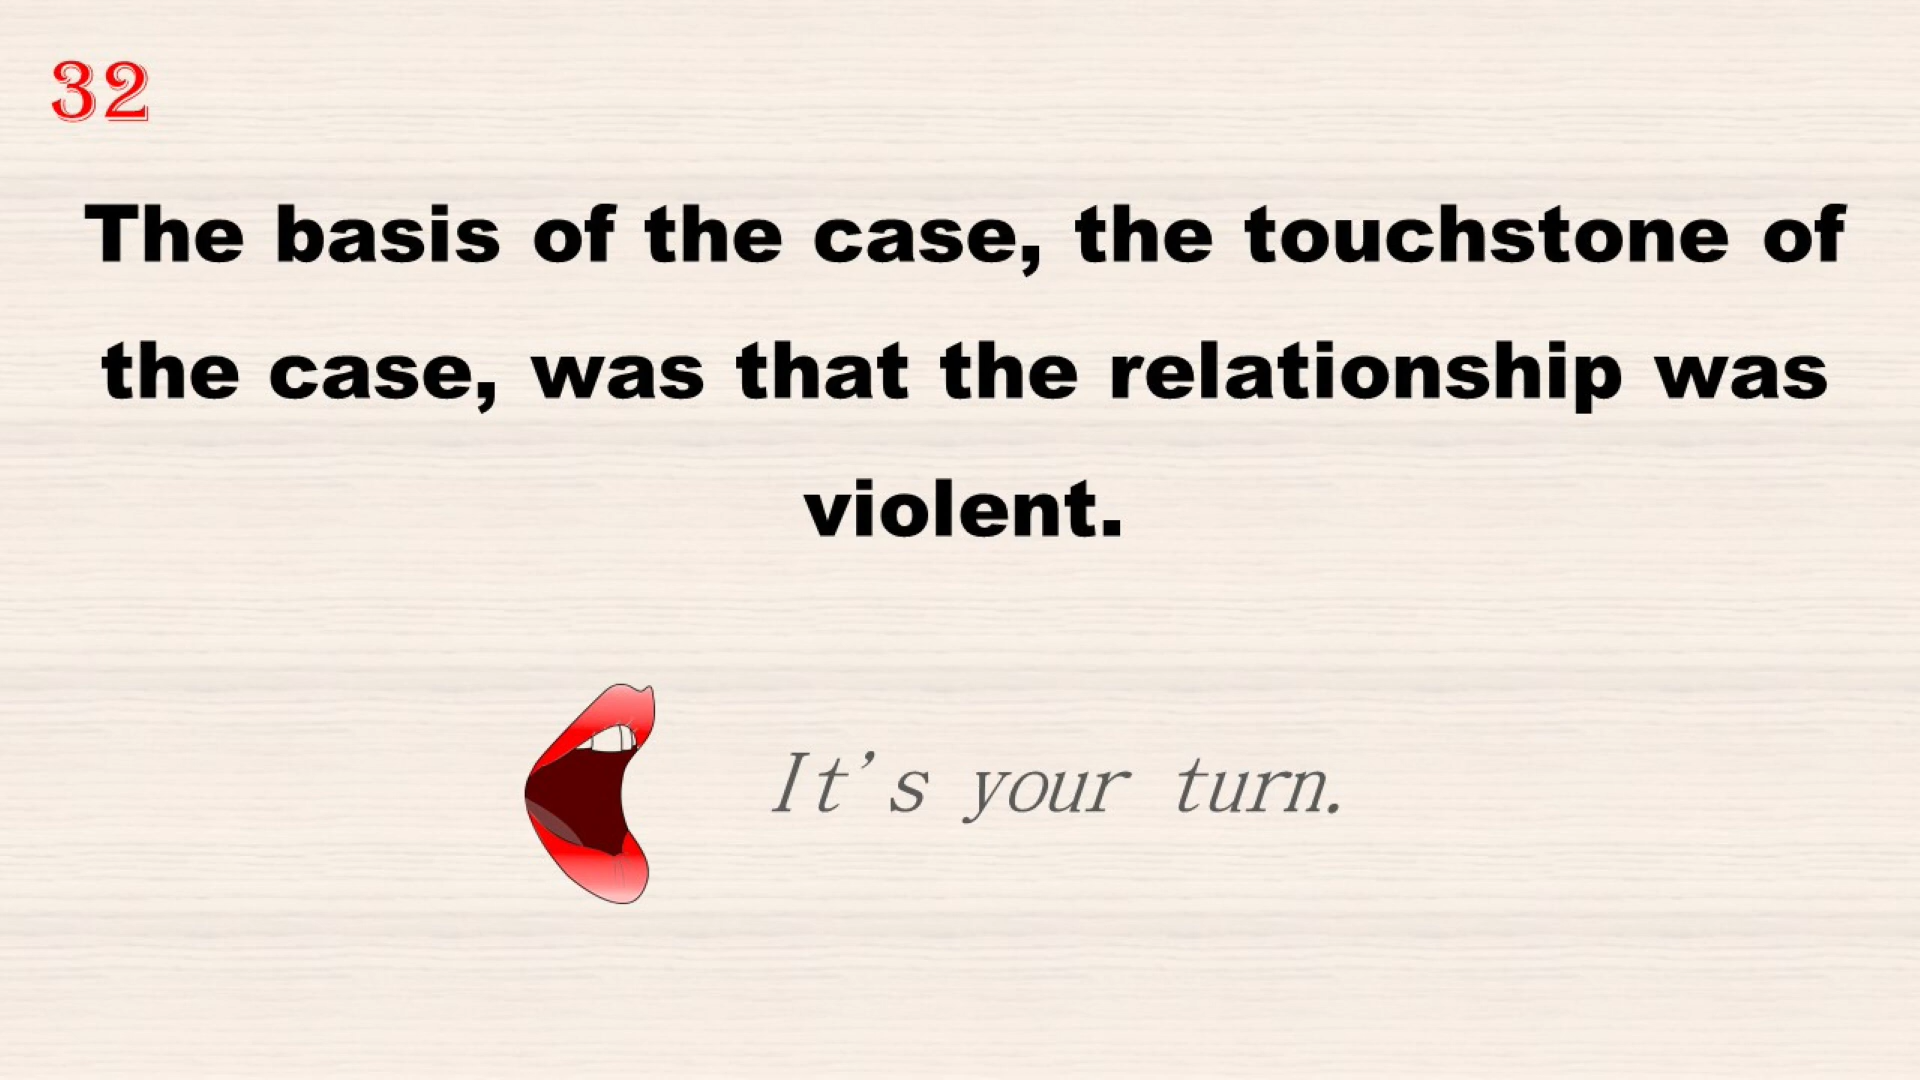 32
The basis of the case, the touchstone of
the case, was that the relationship was
violent.
It's your turn.